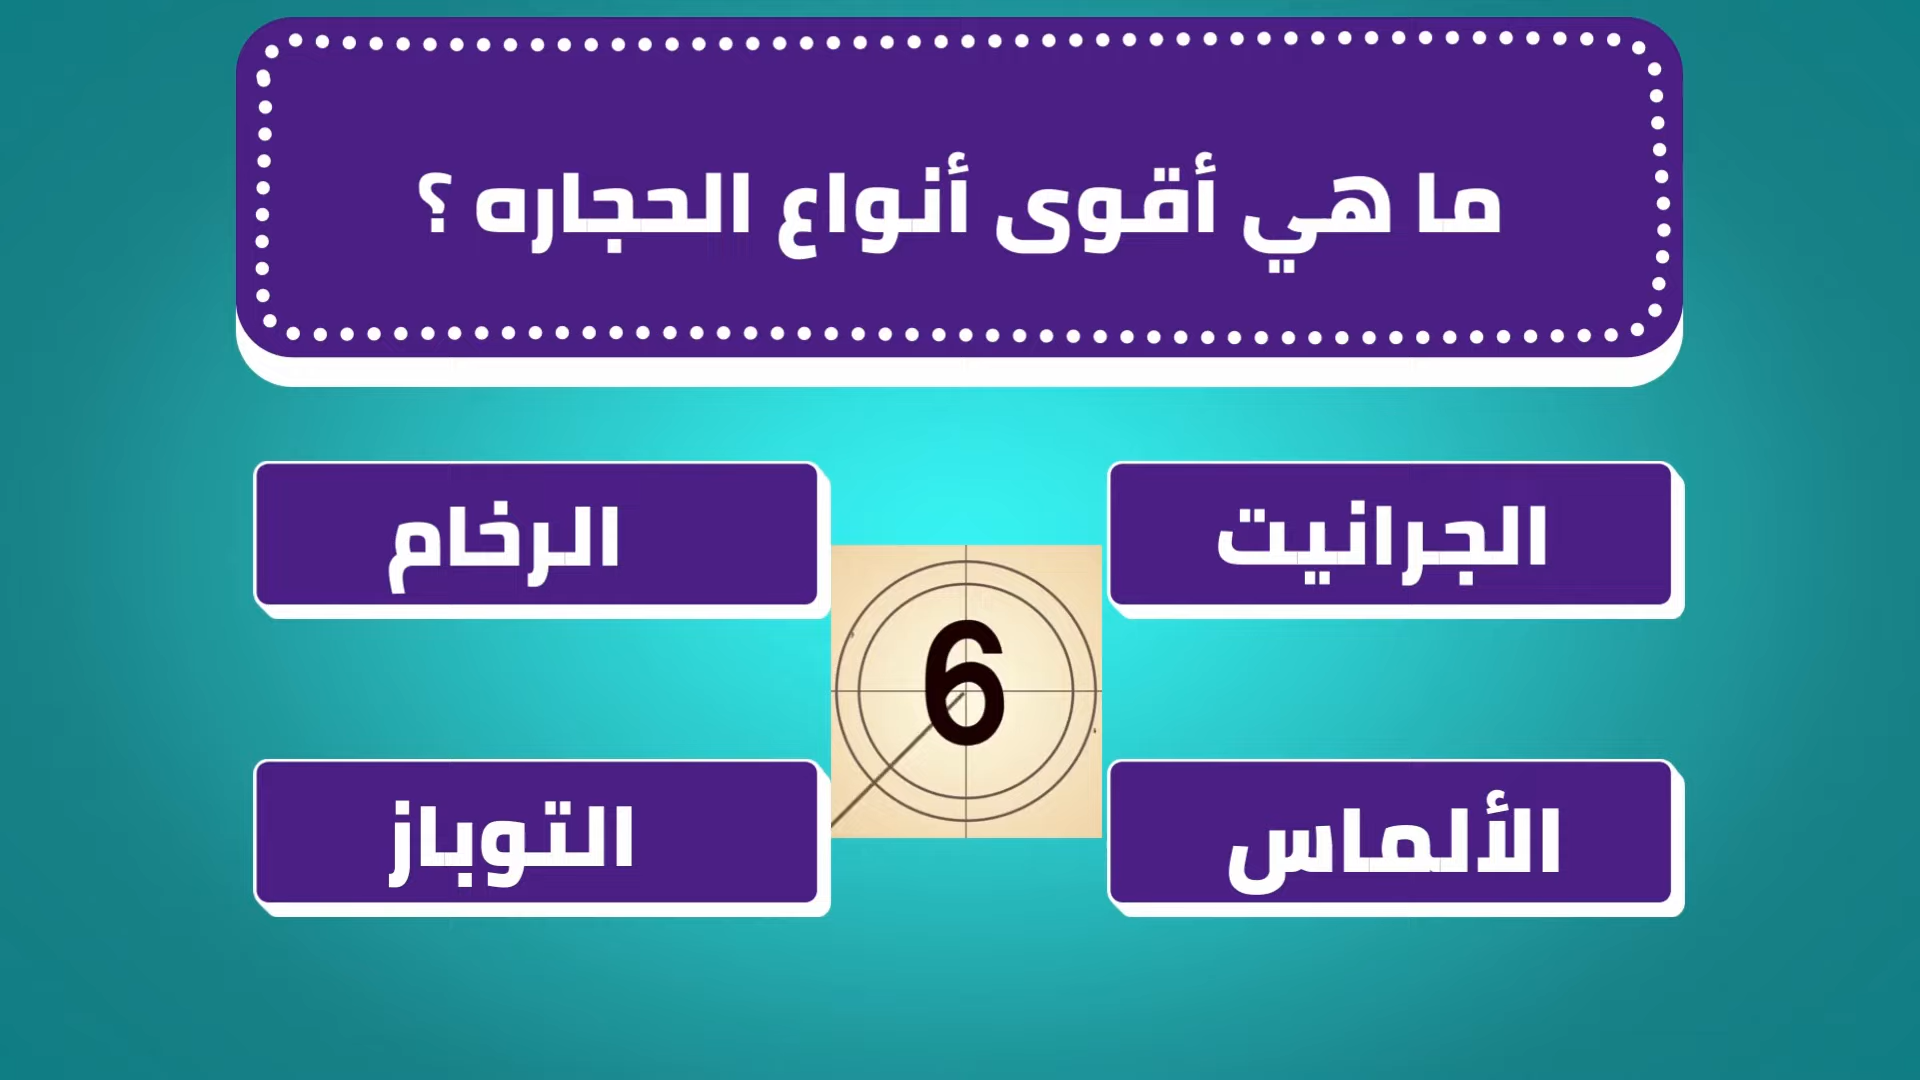 ما هي أقوى أنواع الحجاره ؟
الجرانيت
الرخام
6
الألماس
التوباز